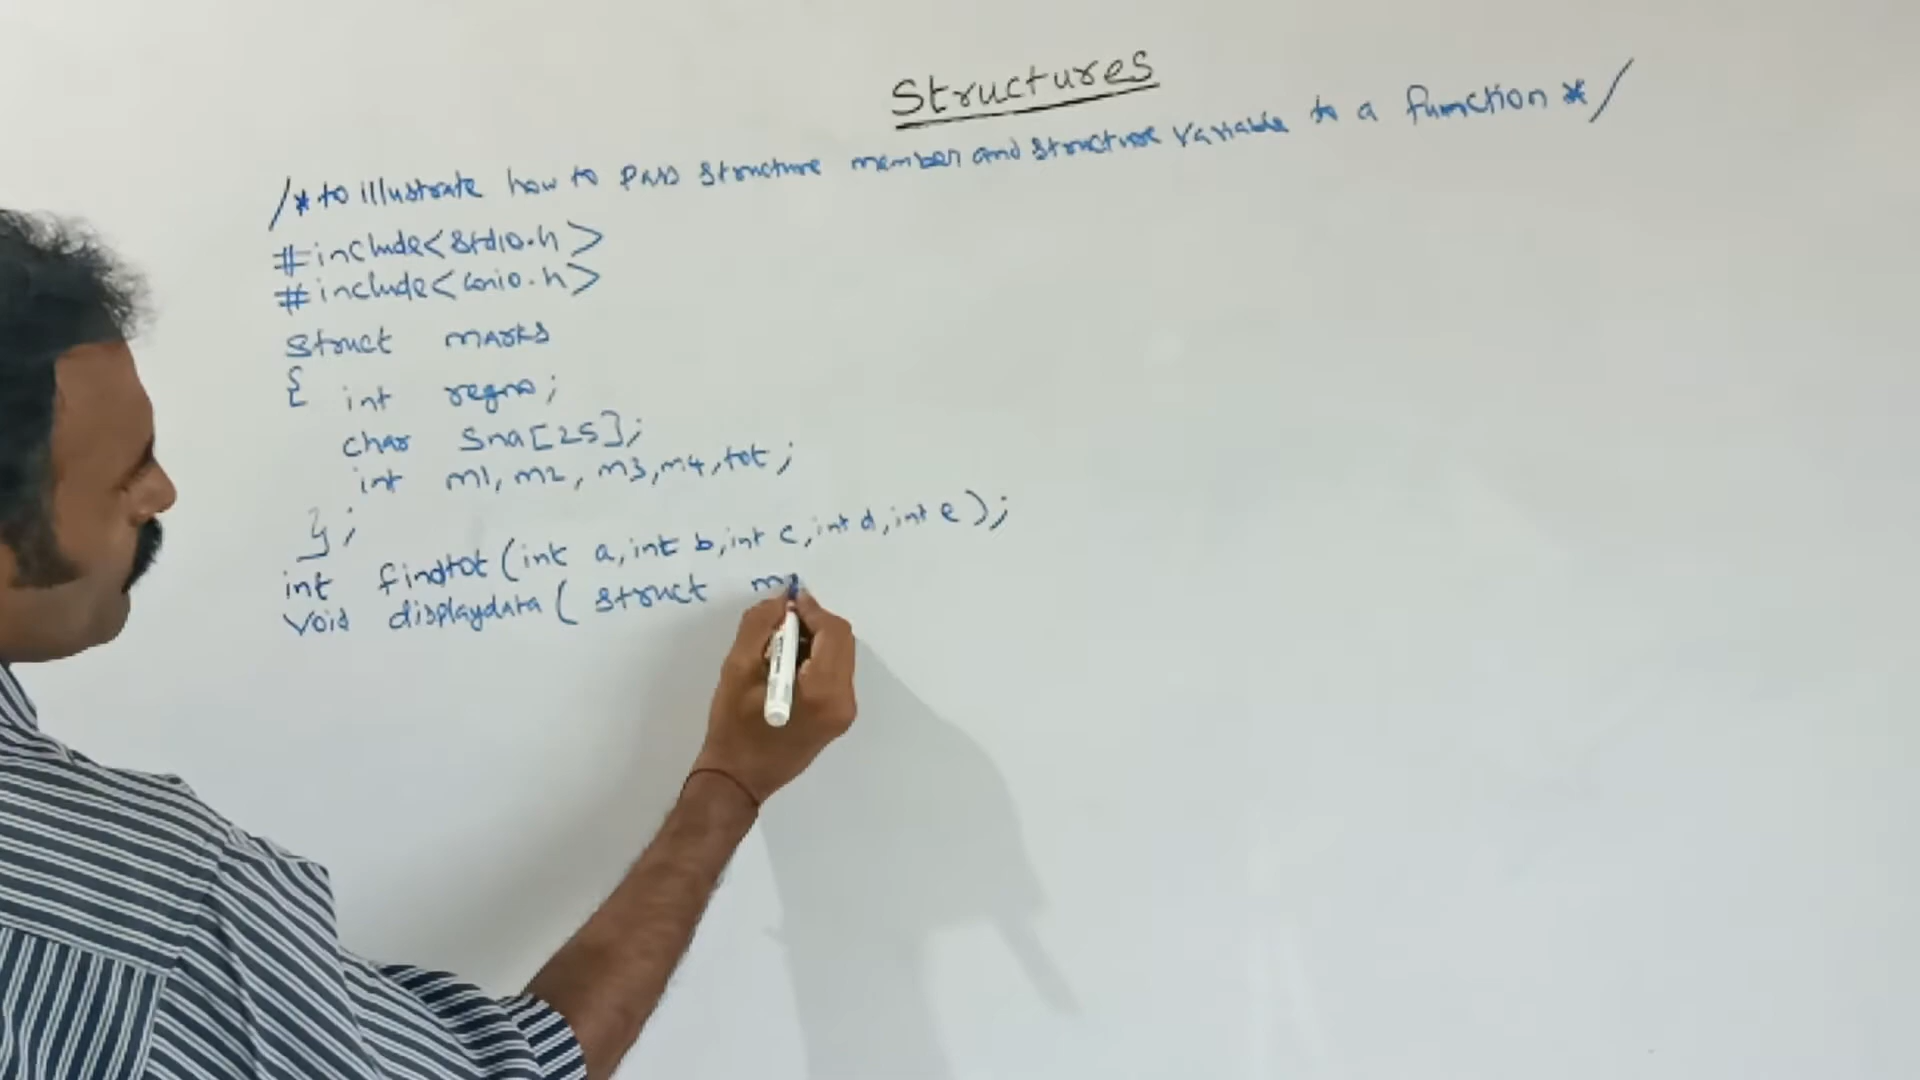 Structures
/* to illustrate how to pass structure member and structure variable to a function */
#include<stdio.h>
#include<conio.h>
struct marks
{ int regno;
char sna[25];
int m1, m2, m3, m4, tot;
};
int findtot(int a, int b, int c, int d, int e);
void displaydata( struct m